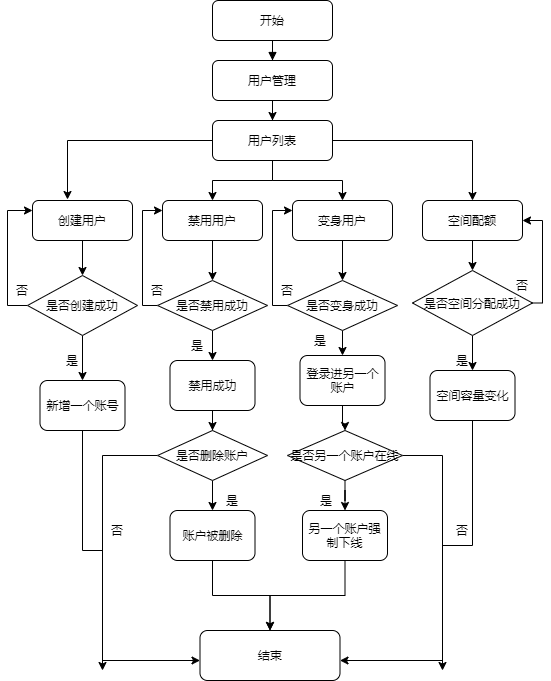 开始
用户管理
用户列表
创建用户
禁用用户
变身用户
空间配额
否
否
否
否
是否创建成功
是否禁用成功
是否变身成功
是否空间分配成功
是
是
是
是
新增一个账号
禁用成功
登录进另一个
账户
空间容量变化
是否删除账户
是否另一个账户在线
是
是
否
否
账户被删除
另一个账户强
制下线
结束